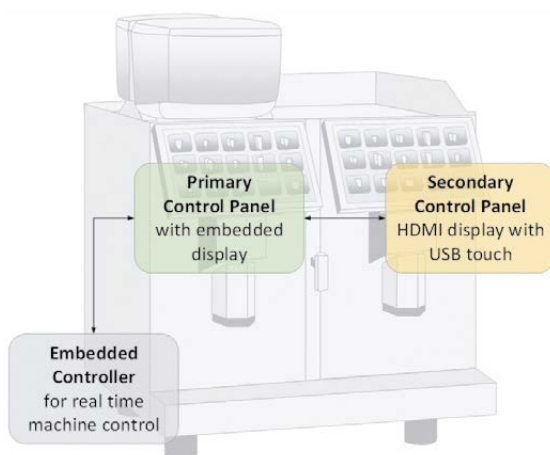 Primary
Control Panel
with embedded
display
Secondary
Control Panel
HDMI display with
USB touch
Embedded
Controller
for real time
machine control